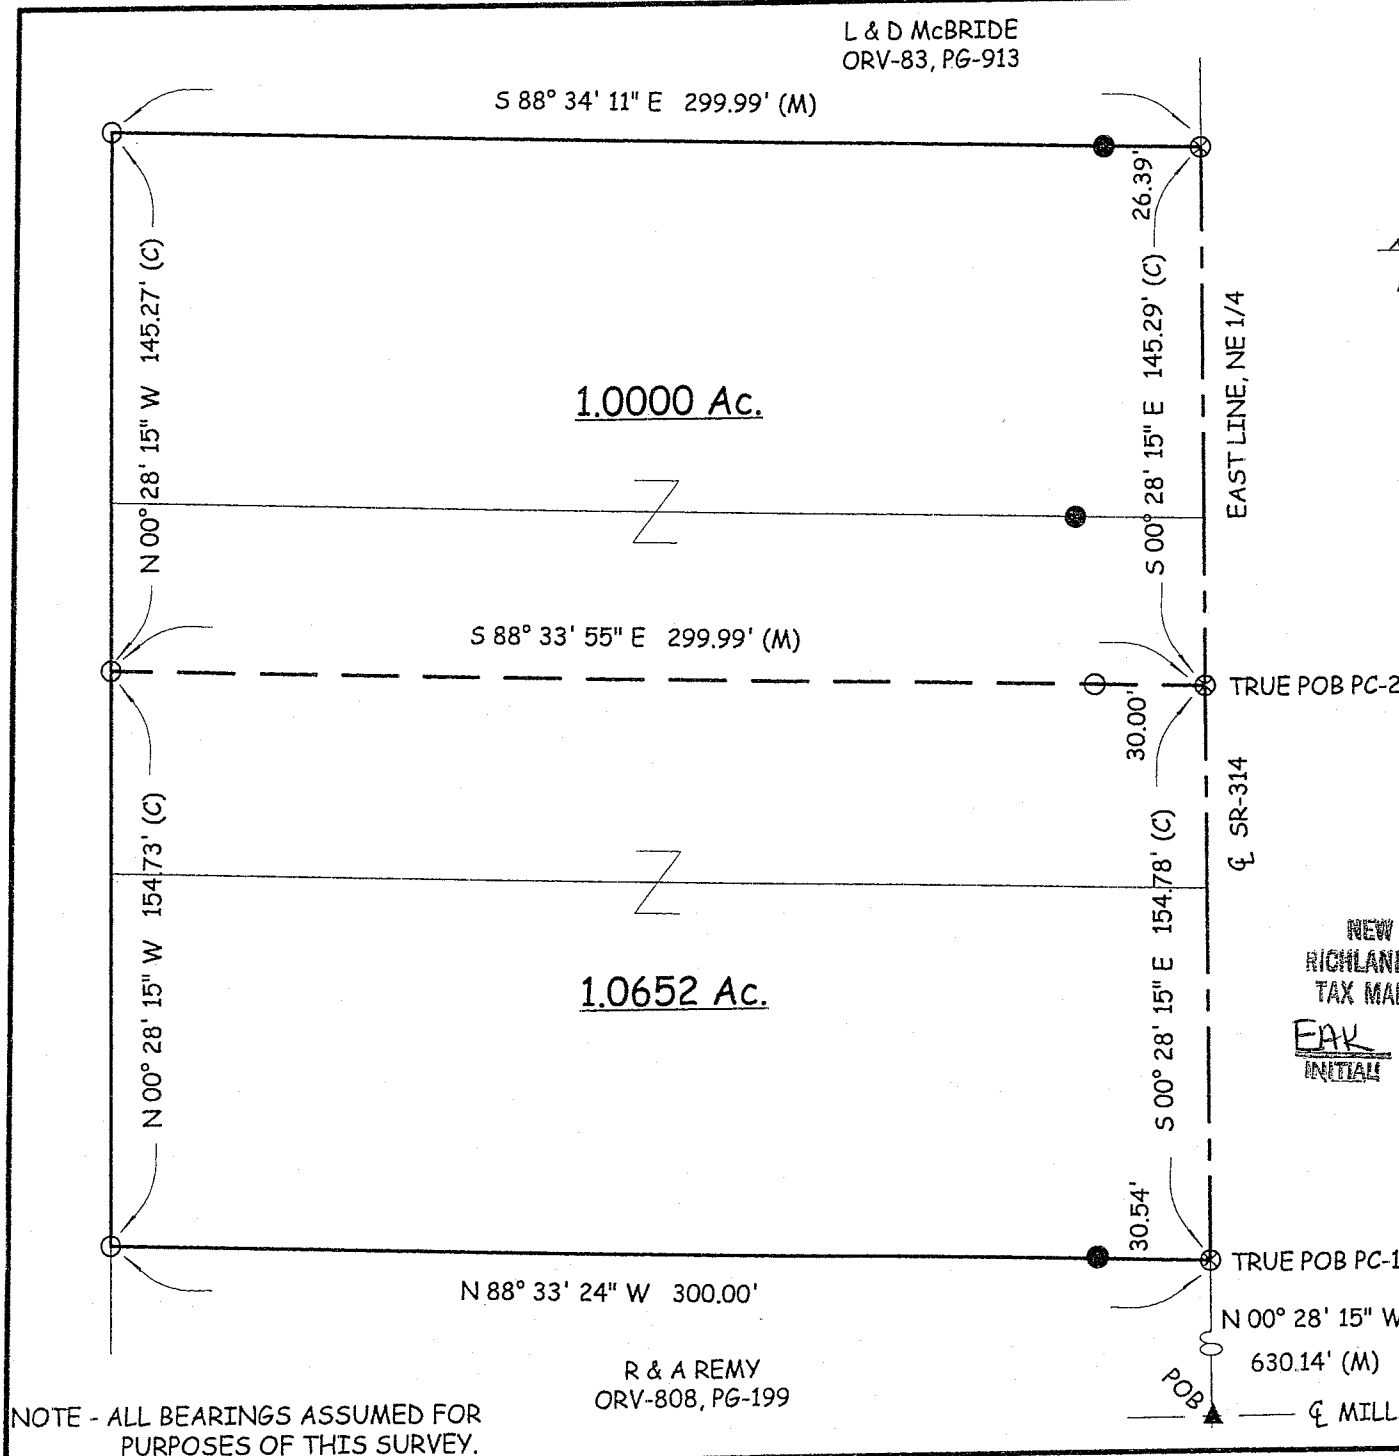 L & D McBRIDE
ORV-83, PG-913
S 88° 34' 11" E 299.99' (M)
26.39'
N 00° 28' 15" W 145.27' (C)
S 00° 28' 15" E 145.29' (C)
EAST LINE, NE 1/4
1.0000 Ac.
Z
S 88° 33' 55" E 299.99' (M)
TRUE POB PC-2
30.00'
N 00° 28' 15" W 154.73' (C)
S 00° 28' 15" E 154.78' (C)
℄ SR-314
Z
NEW
RICHLAN
TAX MA
1.0652 Ac.
EAK
INITIAL
30.54'
TRUE POB PC-1
N 88° 33' 24" W 300.00'
N 00° 28' 15" W
630.14' (M)
R & A REMY
ORV-808, PG-199
POB
℄ MILL
NOTE - ALL BEARINGS ASSUMED FOR
PURPOSES OF THIS SURVEY.